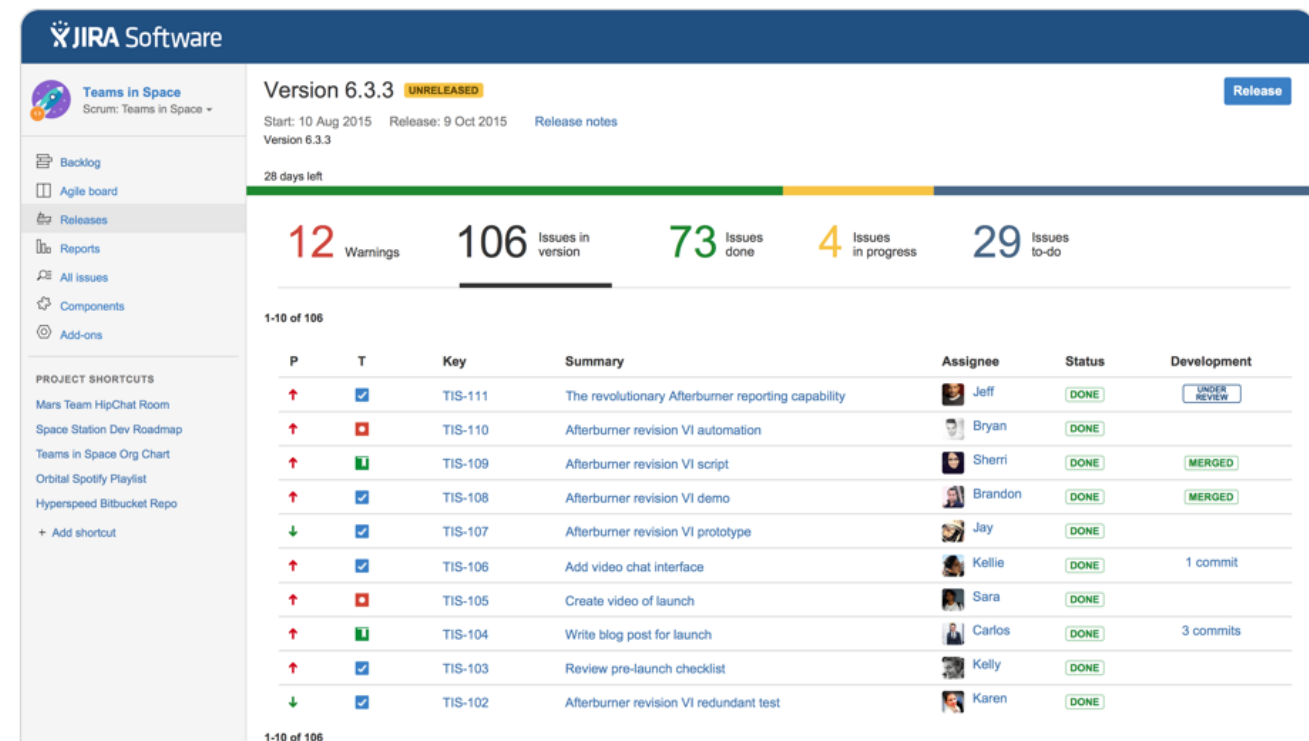 JIRA Software
Teams in Space
Scrum: Teams in Space
Backlog
Agile board
Releases
Reports
All issues
Components
Add-ons
PROJECT SHORTCUTS
Mars Team HipChat Room
Space Station Dev Roadmap
Teams in Space Org Chart
Orbital Spotify Playlist
Hyperspeed Bitbucket Repo
+ Add shortcut
Version 6.3.3 UNRELEASED
Release
Start: 10 Aug 2015 Release: 9 Oct 2015 Release notes
Version 6.3.3
28 days left
12 Warnings
106 Issues in version
73 Issues done
4 Issues in progress
29 Issues to-do
1-10 of 106
P T Key Summary Assignee Status Development
TIS-111 The revolutionary Afterburner reporting capability Jeff DONE UNDER REVIEW
TIS-110 Afterburner revision VI automation Bryan DONE
TIS-109 Afterburner revision VI script Sherri DONE MERGED
TIS-108 Afterburner revision VI demo Brandon DONE MERGED
TIS-107 Afterburner revision VI prototype Jay DONE
TIS-106 Add video chat interface Kellie DONE 1 commit
TIS-105 Create video of launch Sara DONE
TIS-104 Write blog post for launch Carlos DONE 3 commits
TIS-103 Review pre-launch checklist Kelly DONE
TIS-102 Afterburner revision VI redundant test Karen DONE
1-10 of 106